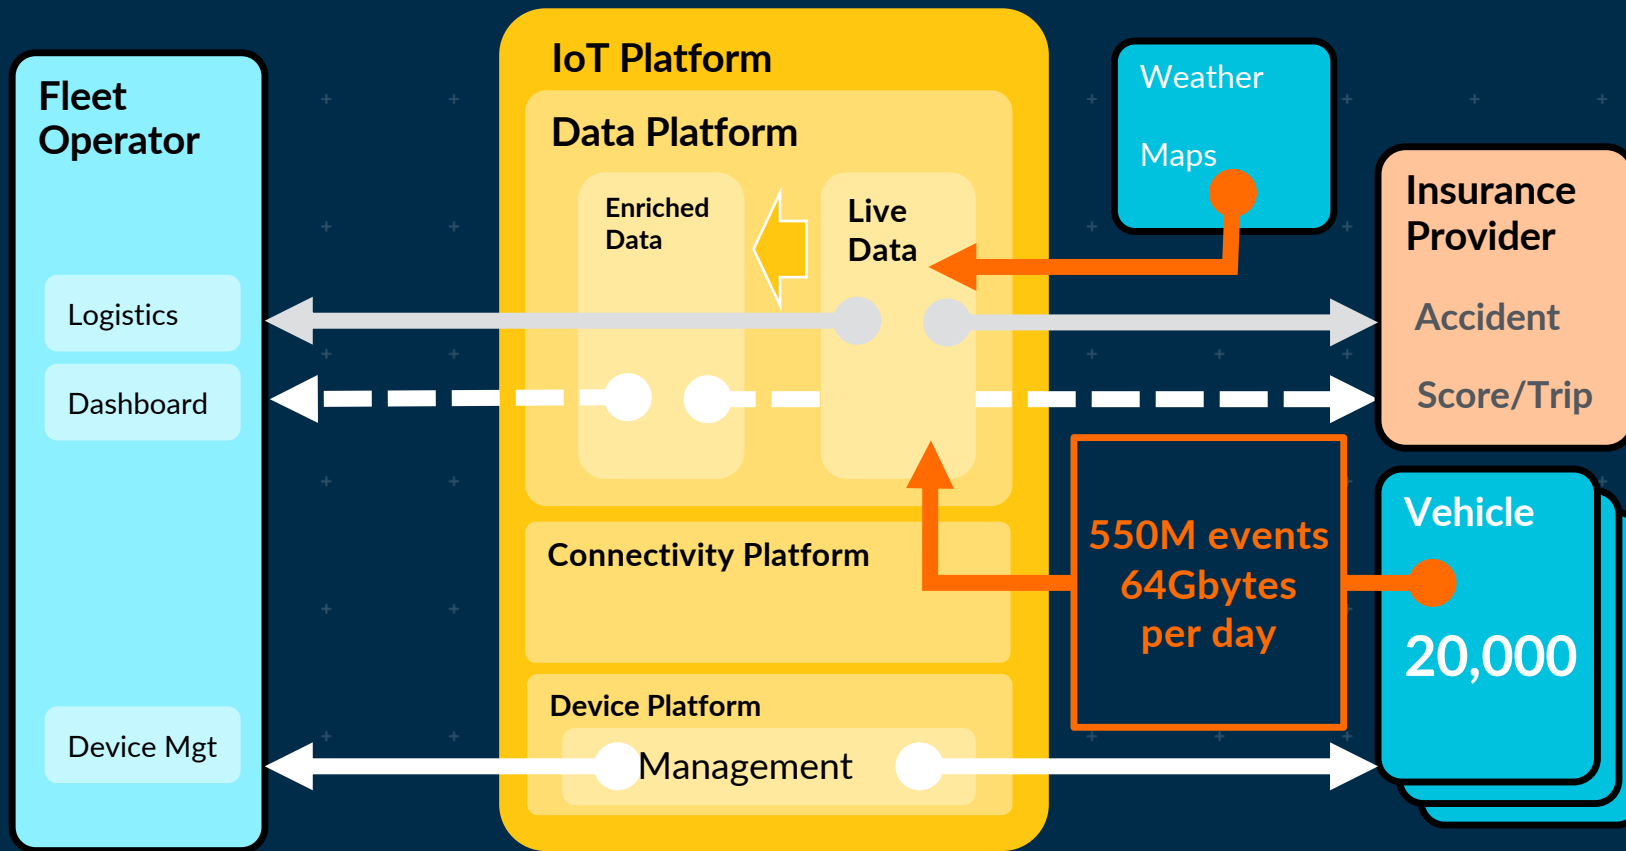 Fleet
Operator
Logistics
Dashboard
Device Mgt
IoT Platform
Data Platform
Enriched
Data
Live
Data
Connectivity Platform
Device Platform
Management
Weather
Maps
Insurance
Provider
Accident
Score/Trip
550M events
64Gbytes
per day
Vehicle
20,000